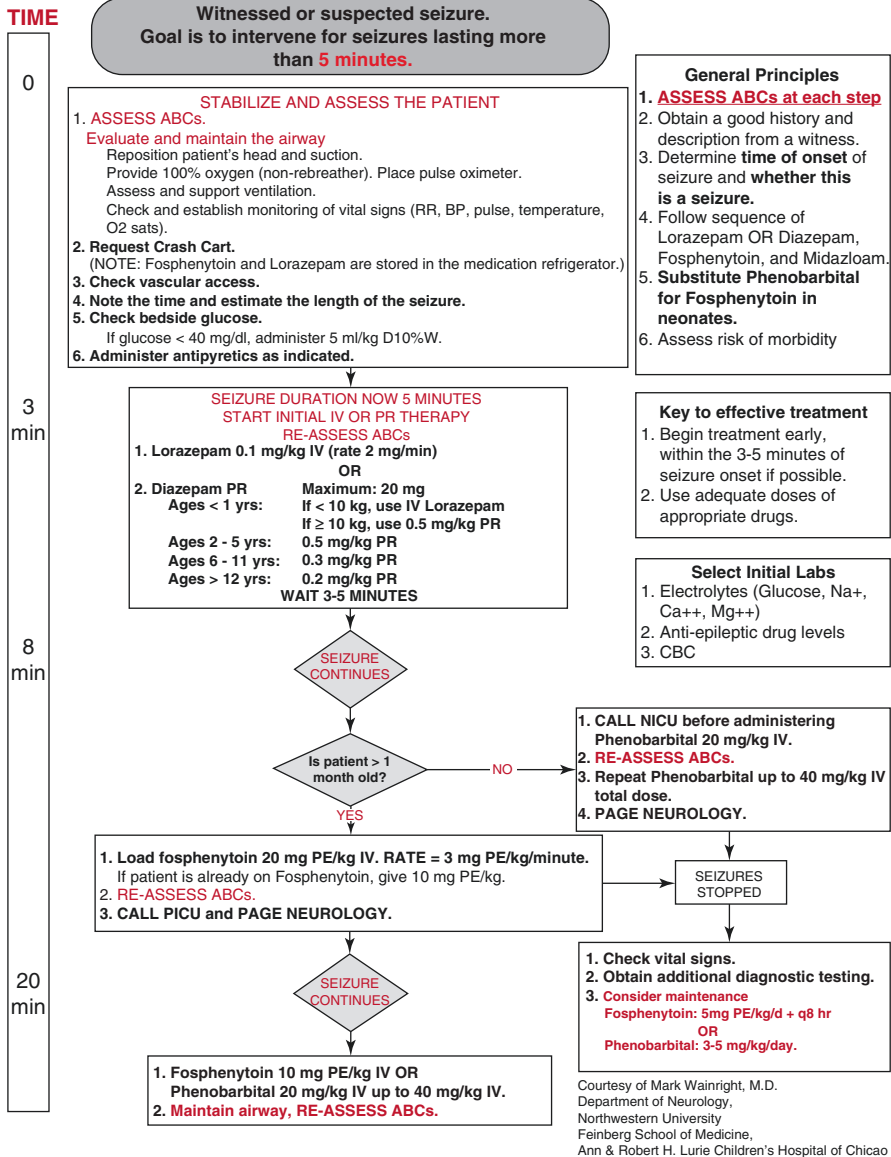 TIME
Witnessed or suspected seizure.
Goal is to intervene for seizures lasting more
than 5 minutes.
0
STABILIZE AND ASSESS THE PATIENT
1. ASSESS ABCs.
Evaluate and maintain the airway
Reposition patient's head and suction.
Provide 100% oxygen (non-rebreather). Place pulse oximeter.
Assess and support ventilation.
Check and establish monitoring of vital signs (RR, BP, pulse, temperature,
O2 sats).
2. Request Crash Cart.
(NOTE: Fosphenytoin and Lorazepam are stored in the medication refrigerator.)
3. Check vascular access.
4. Note the time and estimate the length of the seizure.
5. Check bedside glucose.
If glucose < 40 mg/dl, administer 5 ml/kg D10%W.
6. Administer antipyretics as indicated.
General Principles
1. ASSESS ABCs at each step
2. Obtain a good history and
description from a witness.
3. Determine time of onset of
seizure and whether this
is a seizure.
4. Follow sequence of
Lorazepam OR Diazepam,
Fosphenytoin, and Midazloam.
5. Substitute Phenobarbital
for Fosphenytoin in
neonates.
6. Assess risk of morbidity
3
min
SEIZURE DURATION NOW 5 MINUTES
START INITIAL IV OR PR THERAPY
RE-ASSESS ABCs
1. Lorazepam 0.1 mg/kg IV (rate 2 mg/min)
OR
2. Diazepam PR Maximum: 20 mg
Ages < 1 yrs: If < 10 kg, use IV Lorazepam
If ≥ 10 kg, use 0.5 mg/kg PR
Ages 2 - 5 yrs: 0.5 mg/kg PR
Ages 6 - 11 yrs: 0.3 mg/kg PR
Ages > 12 yrs: 0.2 mg/kg PR
WAIT 3-5 MINUTES
Key to effective treatment
1. Begin treatment early,
within the 3-5 minutes of
seizure onset if possible.
2. Use adequate doses of
appropriate drugs.
Select Initial Labs
1. Electrolytes (Glucose, Na+,
Ca++, Mg++)
2. Anti-epileptic drug levels
3. CBC
8
min
SEIZURE
CONTINUES
Is patient > 1
month old?
NO
YES
1. CALL NICU before administering
Phenobarbital 20 mg/kg IV.
2. RE-ASSESS ABCs.
3. Repeat Phenobarbital up to 40 mg/kg IV
total dose.
4. PAGE NEUROLOGY.
1. Load fosphenytoin 20 mg PE/kg IV. RATE = 3 mg PE/kg/minute.
If patient is already on Fosphenytoin, give 10 mg PE/kg.
2. RE-ASSESS ABCs.
3. CALL PICU and PAGE NEUROLOGY.
SEIZURES
STOPPED
20
min
SEIZURE
CONTINUES
1. Check vital signs.
2. Obtain additional diagnostic testing.
3. Consider maintenance
Fosphenytoin: 5mg PE/kg/d + q8 hr
OR
Phenobarbital: 3-5 mg/kg/day.
1. Fosphenytoin 10 mg PE/kg IV OR
Phenobarbital 20 mg/kg IV up to 40 mg/kg IV.
2. Maintain airway, RE-ASSESS ABCs.
Courtesy of Mark Wainright, M.D.
Department of Neurology,
Northwestern University
Feinberg School of Medicine,
Ann & Robert H. Lurie Children's Hospital of Chicao